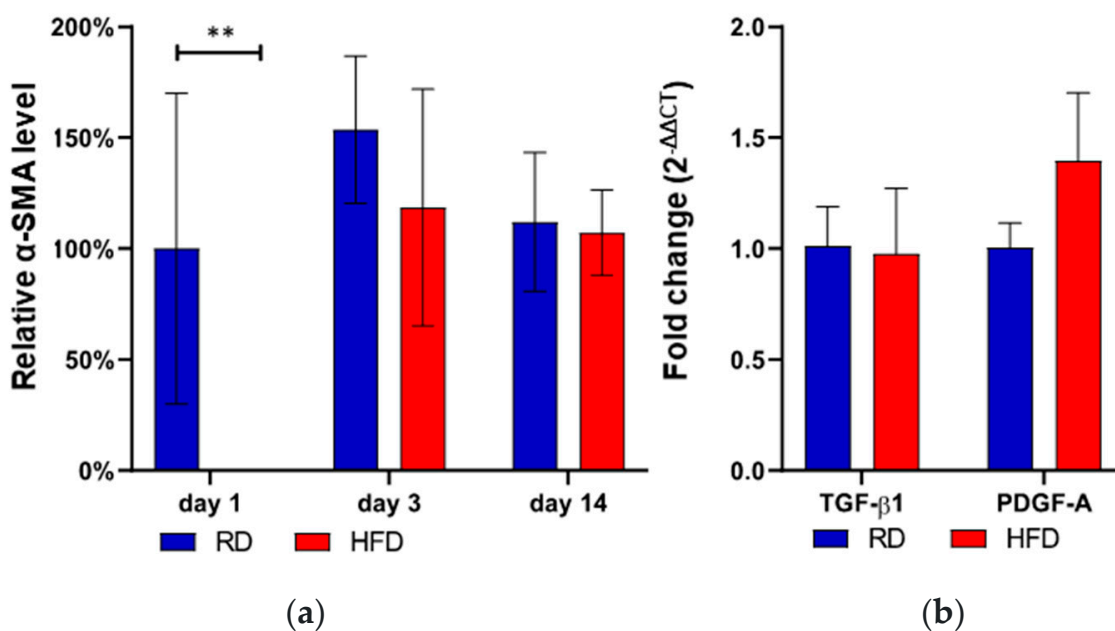 Relative α-SMA level
200%
150%
100%
50%
0%
**
day 1 day 3 day 14
RD HFD
(a)
Fold change (2^-ΔΔCT)
2.0
1.5
1.0
0.5
0.0
TGF-β1 PDGF-A
RD HFD
(b)